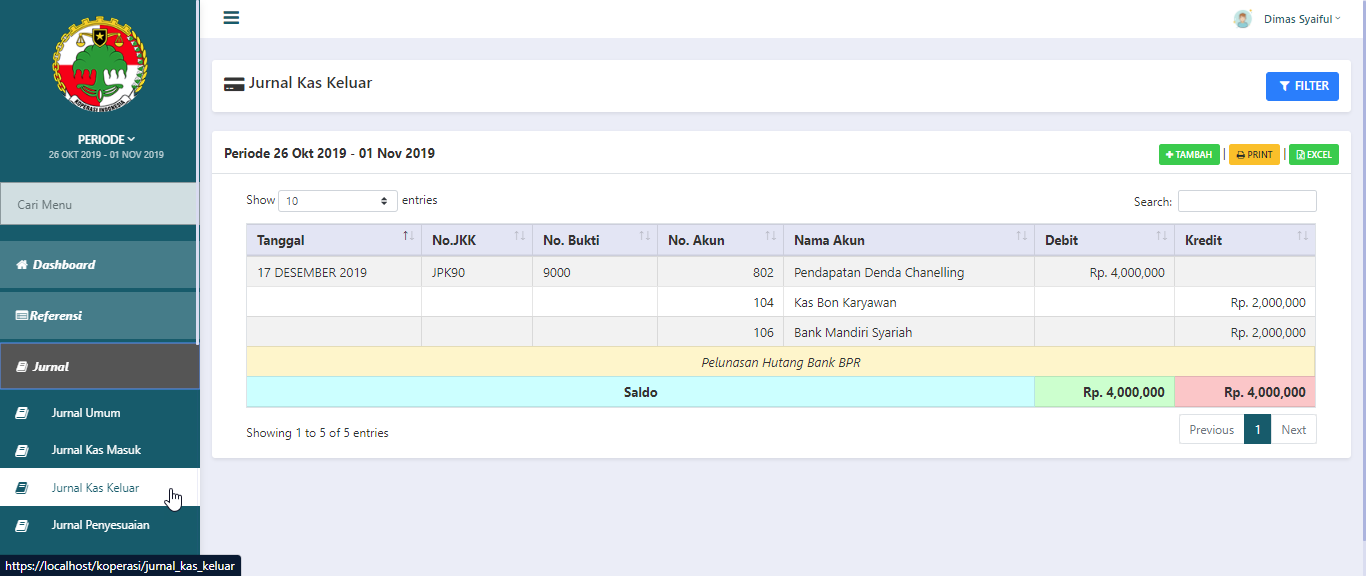 KOPERASI INDONESIA
PERIODE
26 OKT 2019 - 01 NOV 2019
Cari Menu
Dashboard
Referensi
Jurnal
Jurnal Umum
Jurnal Kas Masuk
Jurnal Kas Keluar
Jurnal Penyesuaian
https://localhost/koperasi/jurnal_kas_keluar
Dimas Syaiful
Jurnal Kas Keluar
FILTER
Periode 26 Okt 2019 - 01 Nov 2019
TAMBAH | PRINT | EXCEL
Show 10 entries
Search:
Tanggal No.JKK No. Bukti No. Akun Nama Akun Debit Kredit
17 DESEMBER 2019 JPK90 9000 802 Pendapatan Denda Chanelling Rp. 4,000,000
104 Kas Bon Karyawan Rp. 2,000,000
106 Bank Mandiri Syariah Rp. 2,000,000
Pelunasan Hutang Bank BPR
Saldo Rp. 4,000,000 Rp. 4,000,000
Showing 1 to 5 of 5 entries
Previous 1 Next